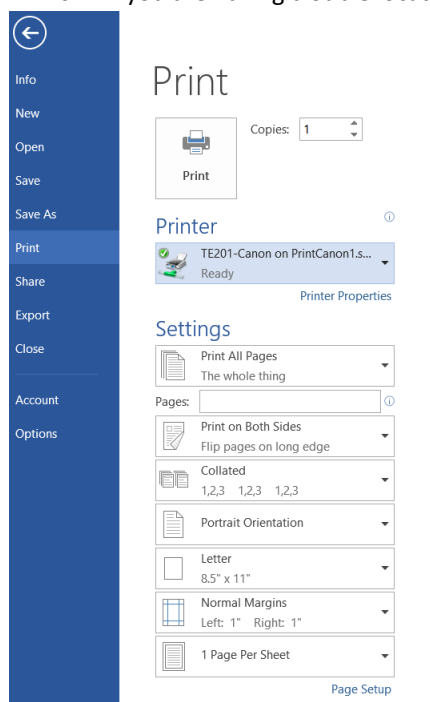 Info
New
Open
Save
Save As
Print
Share
Export
Close
Account
Options
Print
Copies: 1
Print
Printer
TE201-Canon on PrintCanon1.s...
Ready
Printer Properties
Settings
Print All Pages
The whole thing
Pages:
Print on Both Sides
Flip pages on long edge
Collated
1,2,3 1,2,3 1,2,3
Portrait Orientation
Letter
8.5" x 11"
Normal Margins
Left: 1" Right: 1"
1 Page Per Sheet
Page Setup